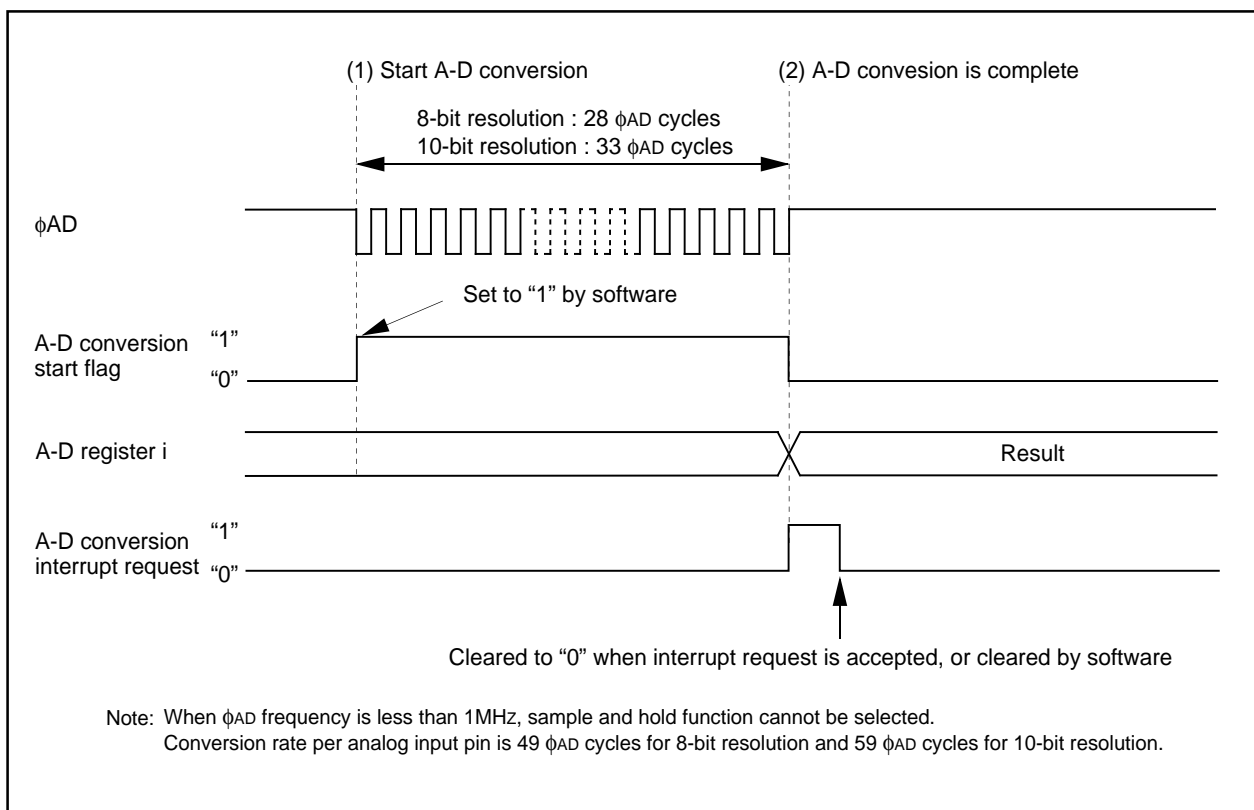 (1) Start A-D conversion
(2) A-D convesion is complete
8-bit resolution : 28 ϕAD cycles
10-bit resolution : 33 ϕAD cycles
ϕAD
Set to “1” by software
A-D conversion
start flag
“1”
“0”
A-D register i
Result
A-D conversion
interrupt request
“1”
“0”
Cleared to “0” when interrupt request is accepted, or cleared by software
Note: When ϕAD frequency is less than 1MHZ, sample and hold function cannot be selected.
Conversion rate per analog input pin is 49 ϕAD cycles for 8-bit resolution and 59 ϕAD cycles for 10-bit resolution.